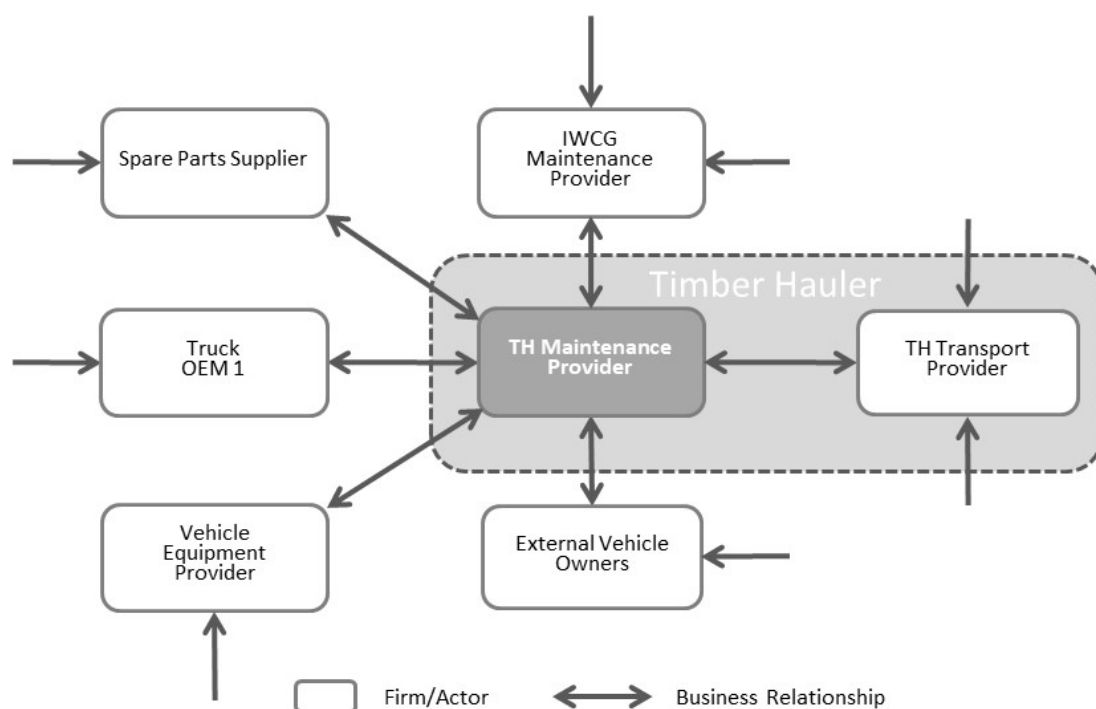 Spare Parts Supplier
IWCG
Maintenance
Provider
Timber Hauler
Truck
OEM 1
TH Maintenance
Provider
TH Transport
Provider
Vehicle
Equipment
Provider
External Vehicle
Owners
Firm/Actor
Business Relationship